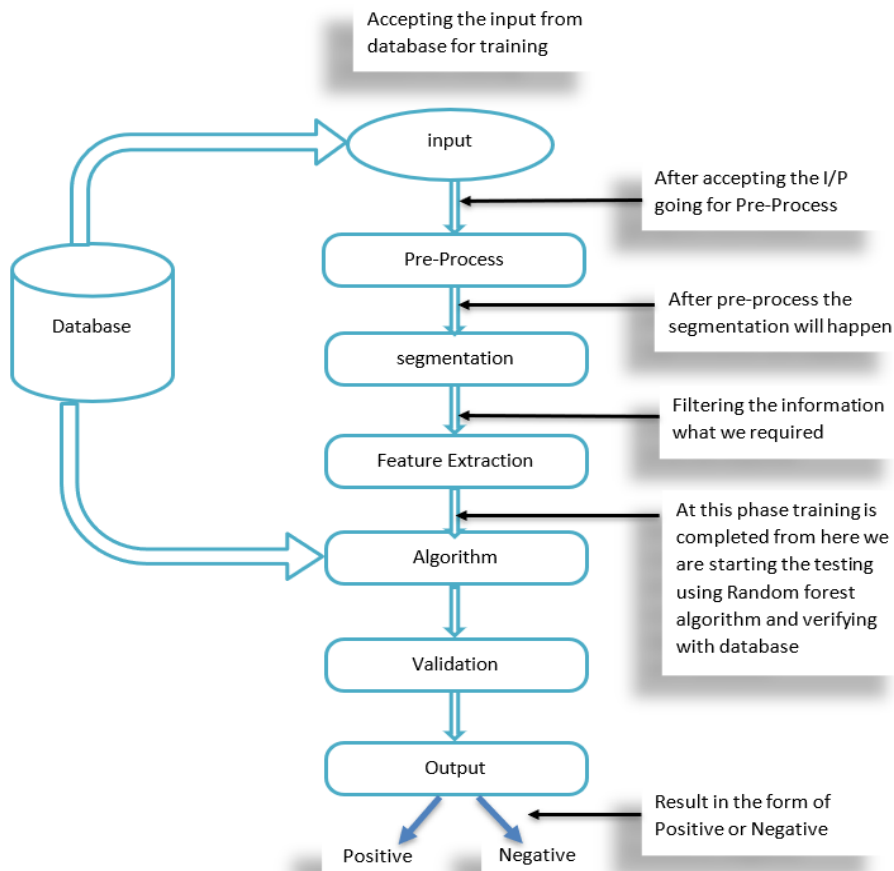 Accepting the input from
database for training
input
After accepting the I/P
going for Pre-Process
Pre-Process
Database
After pre-process the
segmentation will happen
segmentation
Filtering the information
what we required
Feature Extraction
At this phase training is
completed from here we
are starting the testing
using Random forest
algorithm and verifying
with database
Algorithm
Validation
Output
Result in the form of
Positive or Negative
Positive
Negative